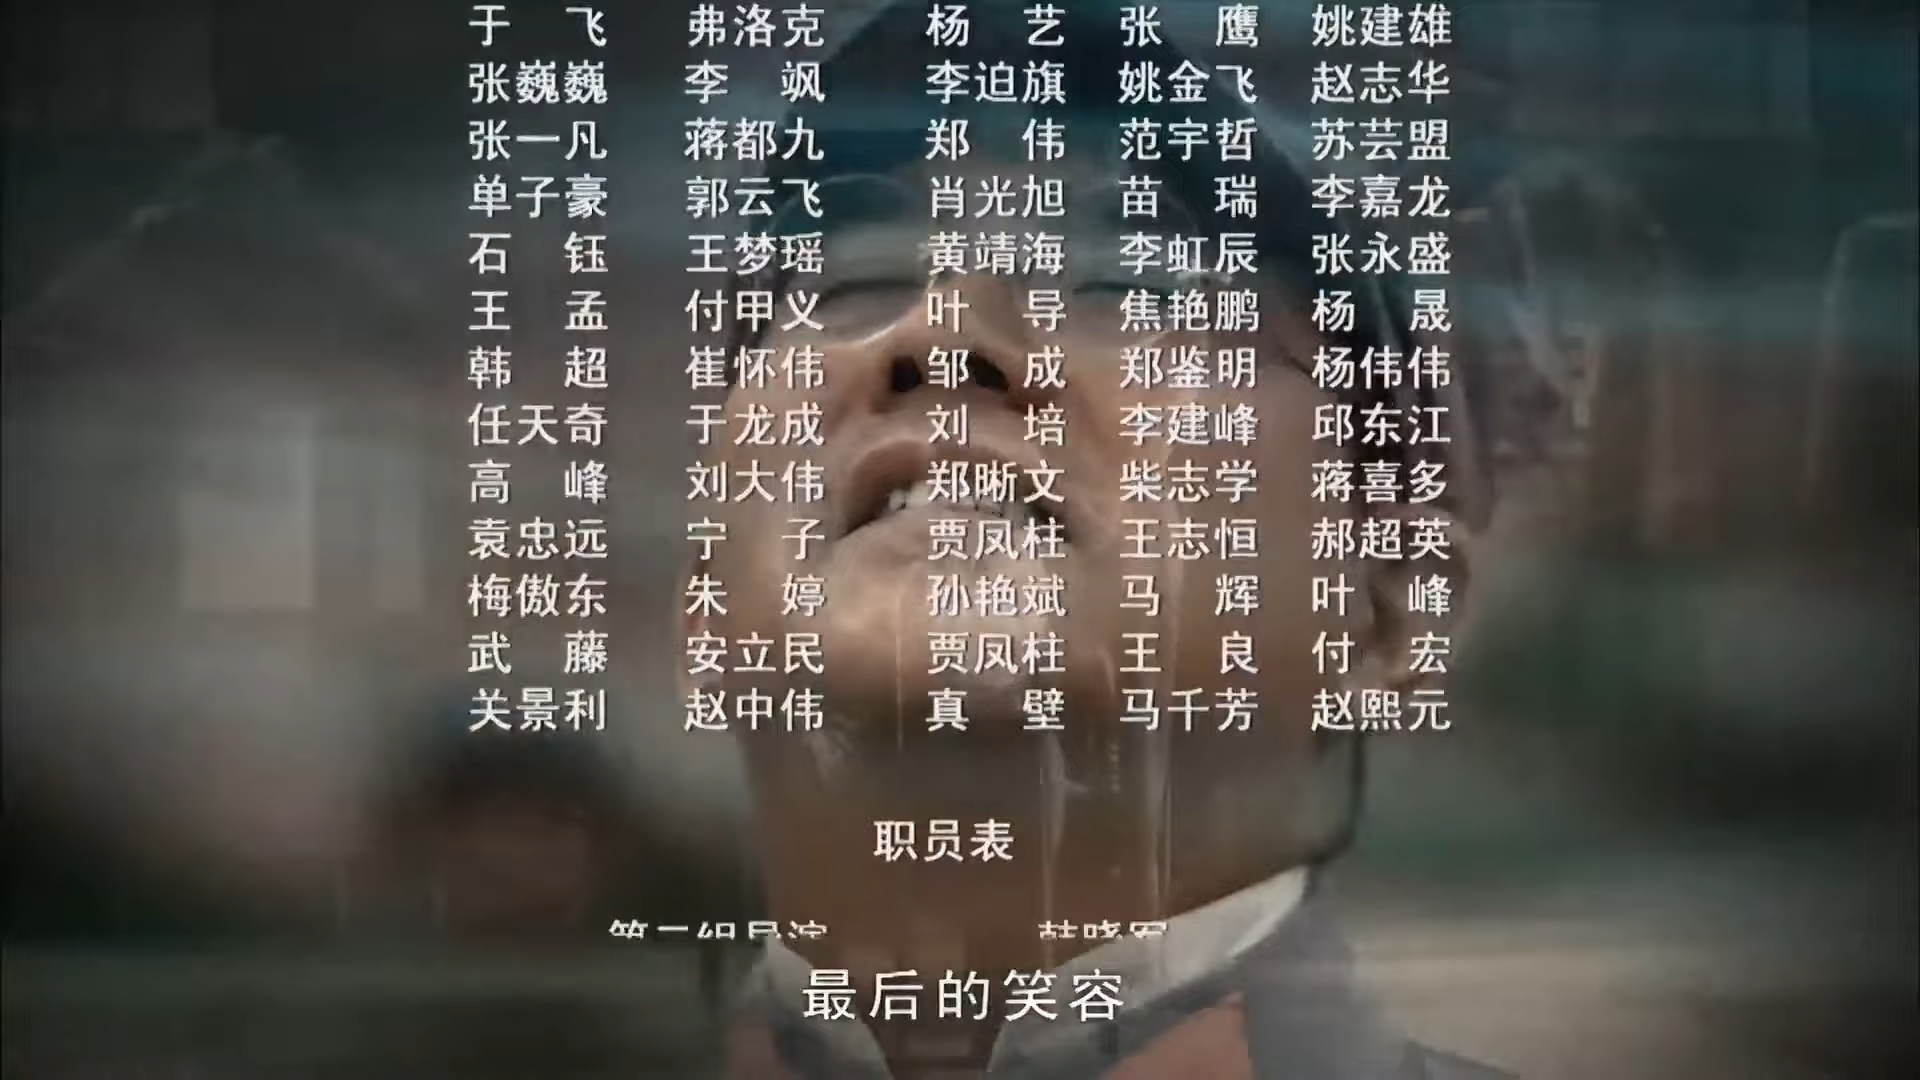 于飞 弗洛克 杨艺 张鹰 姚建雄
张巍巍 李飒 李迫旗 姚金飞 赵志华
张一凡 蒋都九 郑伟 范宇哲 苏芸盟
单子豪 郭云飞 肖光旭 苗瑞 李嘉龙
石钰 王梦瑶 黄靖海 李虹辰 张永盛
王孟 付甲义 叶导 焦艳鹏 杨晟
韩超 崔怀伟 邹成 郑鉴明 杨伟伟
任天奇 于龙成 刘培 李建峰 邱东江
高峰 刘大伟 郑晰文 柴志学 蒋喜多
袁忠远 宁子 贾凤柱 王志恒 郝超英
梅傲东 朱婷 孙艳斌 马辉 叶峰
武藤 安立民 贾凤柱 王良 付宏
关景利 赵中伟 真壁 马千芳 赵熙元
职员表
第二组导演 韩晓军
最后的笑容